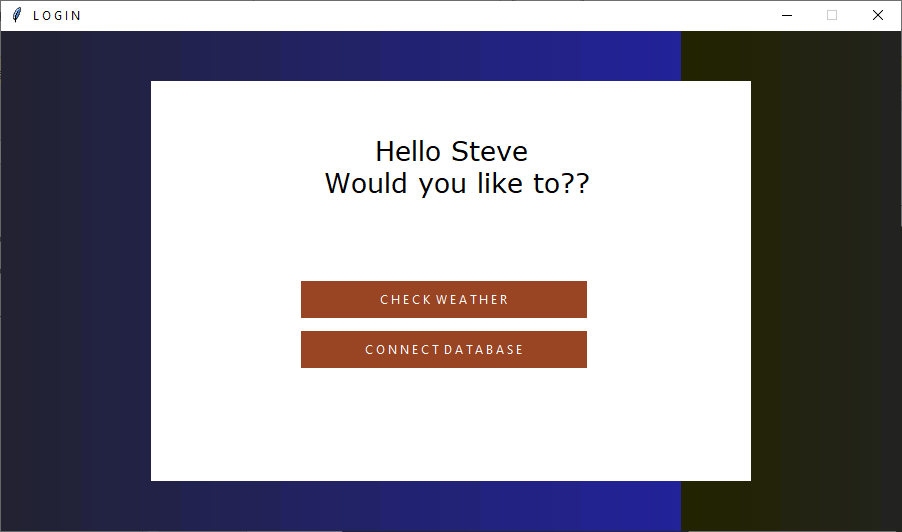 LOGIN
Hello Steve
Would you like to??
CHECK WEATHER
CONNECT DATABASE